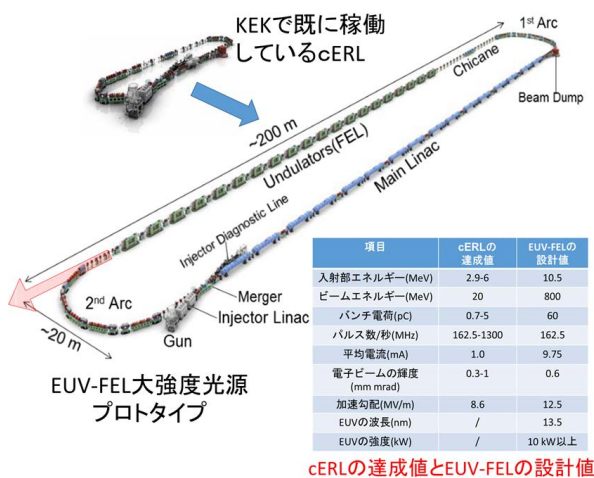 KEKで既に稼働
しているcERL
1st Arc
Chicane
Beam Dump
~200 m
Undulators(FEL)
Main Linac
Injector Diagnostic Line
2nd Arc
Merger
Injector Linac
~20 m
Gun
EUV-FEL大強度光源
プロトタイプ
項目 cERLの達成値 EUV-FELの設計値
入射部エネルギー(MeV) 2.9-6 10.5
ビームエネルギー(MeV) 20 800
バンチ電荷(pC) 0.7-5 60
パルス数/秒(MHz) 162.5-1300 162.5
平均電流(mA) 1.0 9.75
電子ビームの輝度(mm mrad) 0.3-1 0.6
加速勾配(MV/m) 8.6 12.5
EUVの波長(nm) / 13.5
EUVの強度(kW) / 10 kW以上
cERLの達成値とEUV-FELの設計値